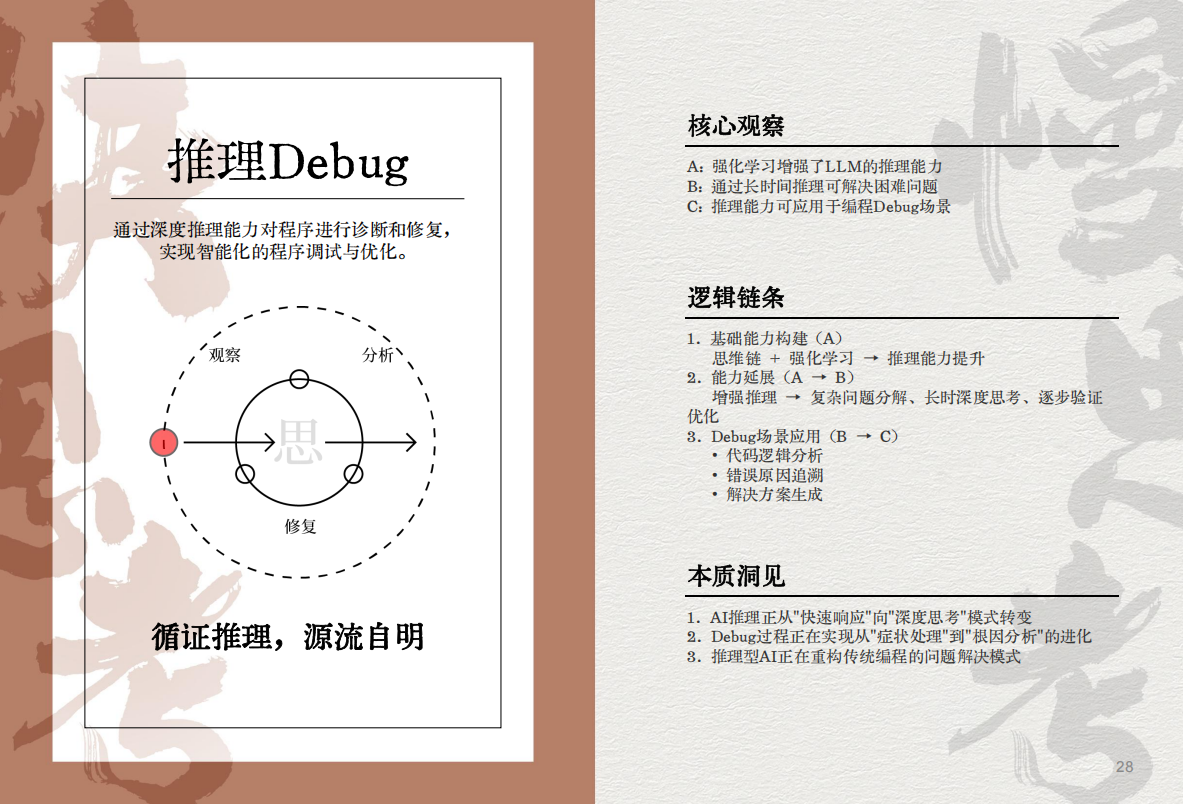 推理Debug
通过深度推理能力对程序进行诊断和修复，
实现智能化的程序调试与优化。
观察
分析
思
修复
循证推理，源流自明
核心观察
A：强化学习增强了LLM的推理能力
B：通过长时间推理可解决困难问题
C：推理能力可应用于编程Debug场景
逻辑链条
1. 基础能力构建（A）
思维链 + 强化学习 → 推理能力提升
2. 能力延展（A → B）
增强推理 → 复杂问题分解、长时深度思考、逐步验证
优化
3. Debug场景应用（B → C）
• 代码逻辑分析
• 错误原因追溯
• 解决方案生成
本质洞见
1. AI推理正从"快速响应"向"深度思考"模式转变
2. Debug过程正在实现从"症状处理"到"根因分析"的进化
3. 推理型AI正在重构传统编程的问题解决模式
28